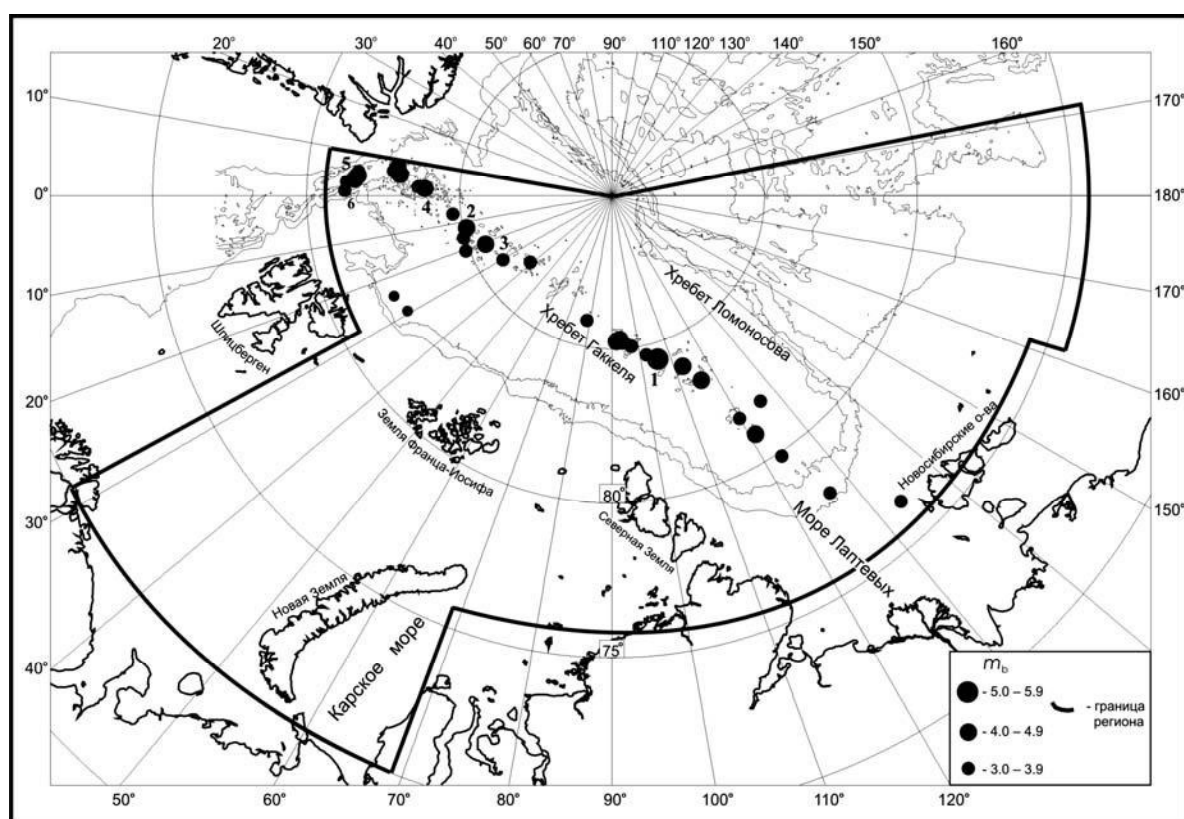 20° 30° 40° 50° 60° 70° 90° 110° 120° 130° 140° 150° 160°
10°
170°
5
0°
6
4
2
3
180°
10°
170°
Шпицберген
Хребет Гаккеля
Хребет Ломоносова
1
20°
160°
Земля Франца-Иосифа
Новосибирские о-ва
80°
30°
150°
Северная Земля
Море Лаптевых
Новая Земля
Карское море
75°
40°
m_b
- 5.0 – 5.9
- 4.0 – 4.9
- 3.0 – 3.9
- граница
региона
50° 60° 70° 80° 90° 100° 110° 120°